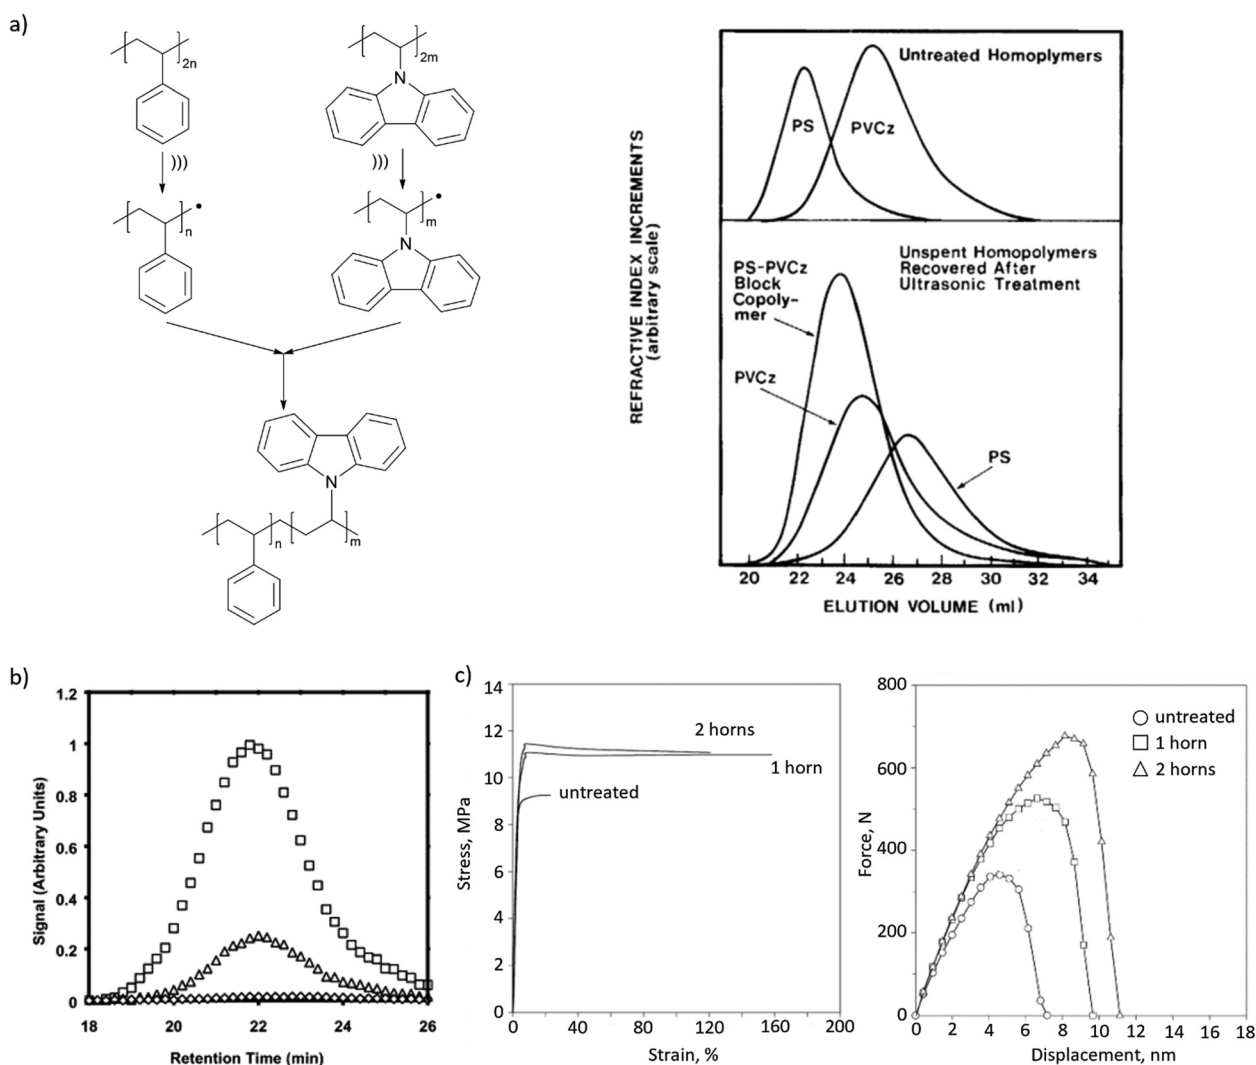 a)
2n
N
2m
)))
)))
n
N
m
N
n
m
REFRACTIVE INDEX INCREMENTS
(arbitrary scale)
Untreated Homoplymers
PS
PVCz
Unspent Homopolymers
Recovered After
Ultrasonic Treatment
PS-PVCz
Block
Copoly-
mer
PVCz
PS
20 22 24 26 28 30 32 34
ELUTION VOLUME (ml)
b)
Signal (Arbitrary Units)
1.2
1
0.8
0.6
0.4
0.2
0
18 20 22 24 26
Retention Time (min)
c)
Stress, MPa
14
12
10
8
6
4
2
0
2 horns
1 horn
untreated
0 40 80 120 160 200
Strain, %
Force, N
800
600
400
200
0
untreated
1 horn
2 horns
0 2 4 6 8 10 12 14 16 18
Displacement, nm